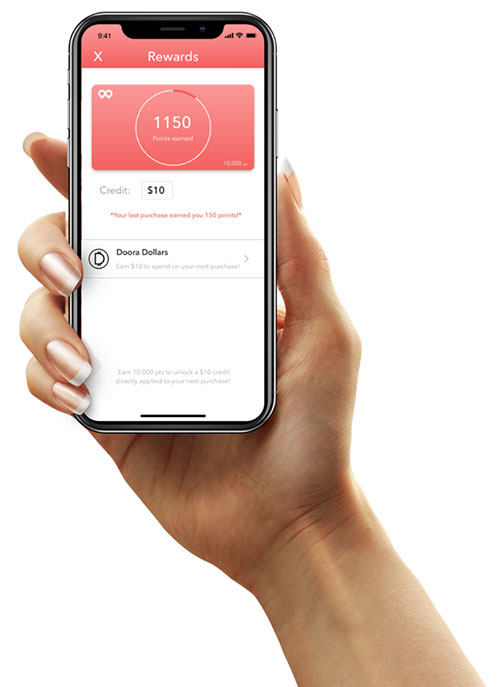 9:41
X Rewards
1150
Points earned
10,000
Credit: $10
*Your last purchase earned you 150 points!*
Doora Dollars
Earn $10 to spend on your next purchase!
Earn 10,000 pts to unlock a $10 credit
directly applied to your next purchase!